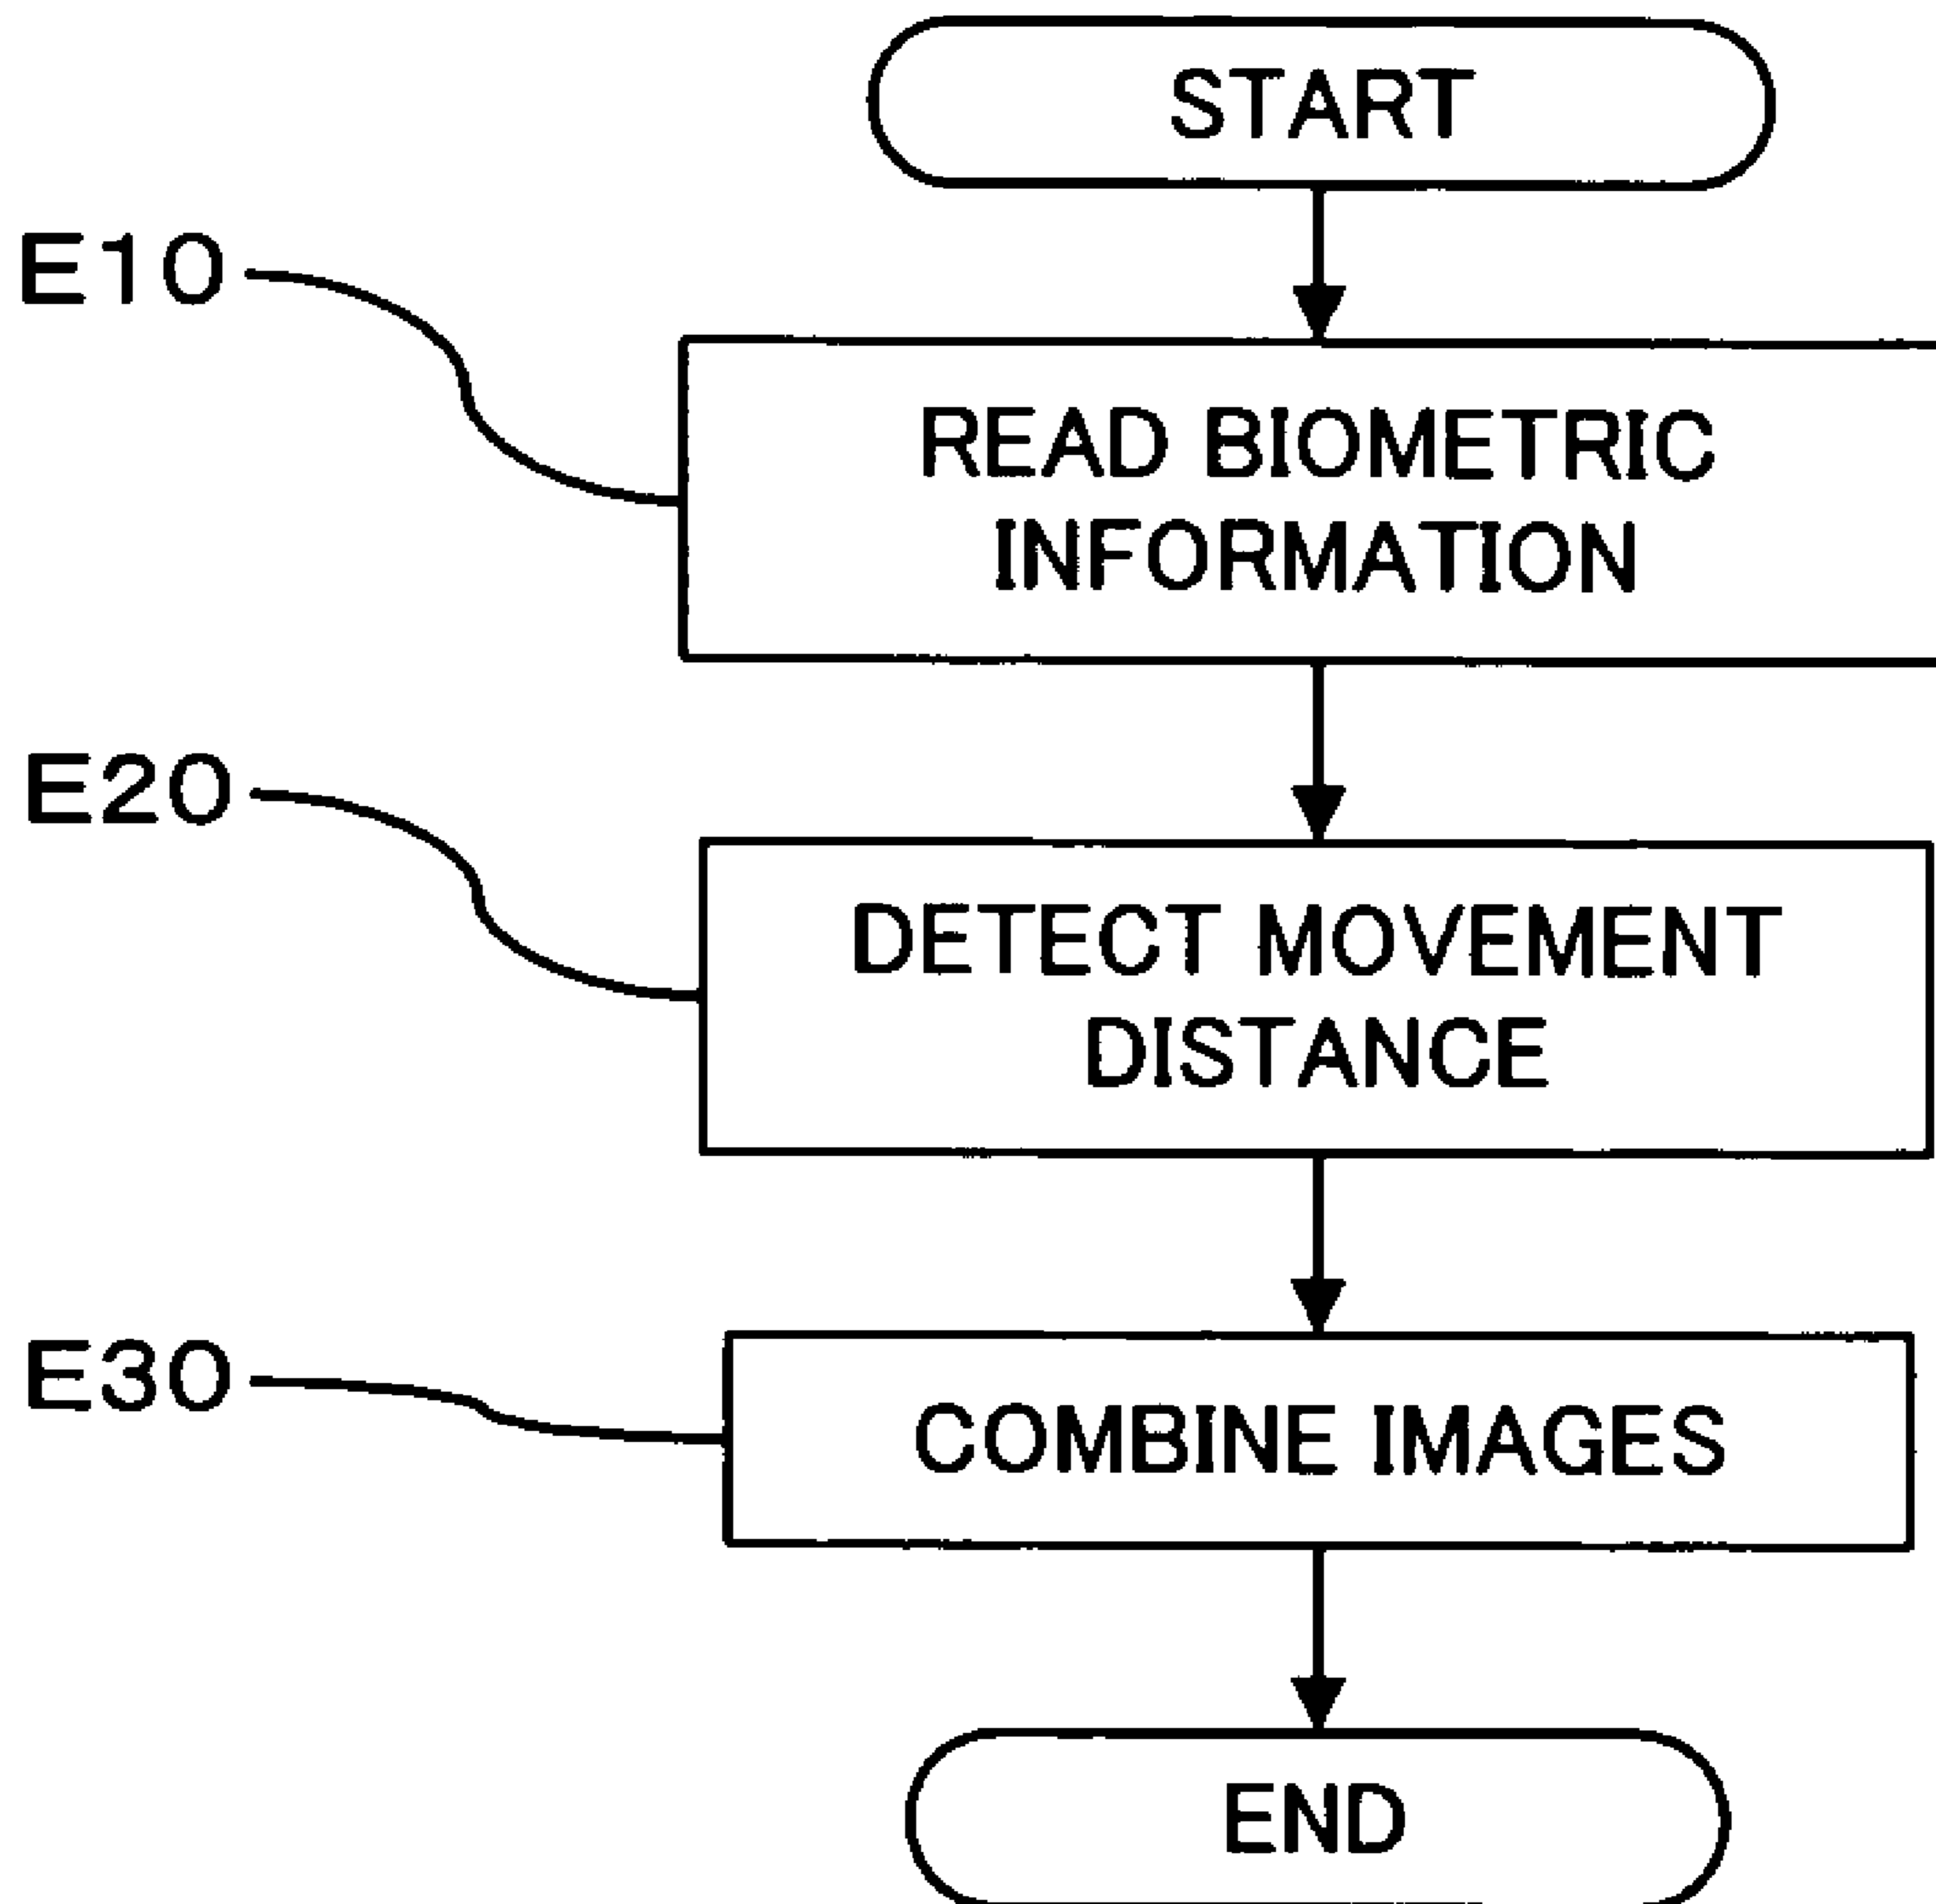 START
E10
READ BIOMETRIC
INFORMATION
E20
DETECT MOVEMENT
DISTANCE
E30
COMBINE IMAGES
END